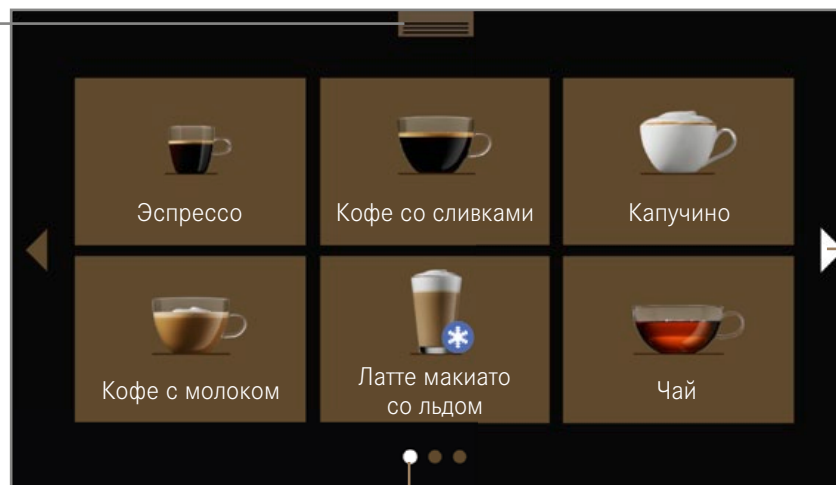 Эспрессо
Кофе со сливками
Капучино
Кофе с молоком
Латте макиато
со льдом
Чай